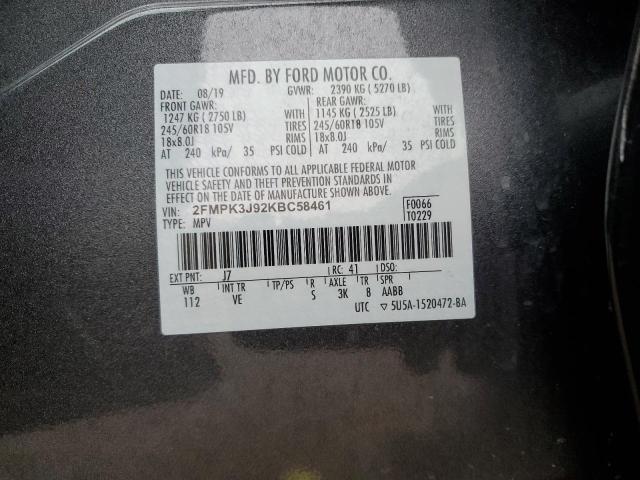 MFD. BY FORD MOTOR CO.
DATE: 08/19 GVWR: 2390 KG ( 5270 LB)
FRONT GAWR: REAR GAWR:
1247 KG ( 2750 LB) WITH 1145 KG ( 2525 LB) WITH
245/60R18 105V TIRES 245/60R18 105V TIRES
18x8.0J RIMS 18x8.0J RIMS
AT 240 kPa/ 35 PSI COLD AT 240 kPa/ 35 PSI COLD
THIS VEHICLE CONFORMS TO ALL APPLICABLE FEDERAL MOTOR
VEHICLE SAFETY AND THEFT PREVENTION STANDARDS IN
EFFECT ON THE DATE OF MANUFACTURE SHOWN ABOVE.
VIN: 2FMPK3J92KBC58461 F0066
TYPE: MPV T0229
EXT PNT: J7 RC: 41 DSO:
WB INT TR TP/PS R AXLE TR SPR
112 VE S 3K 8 AABB
UTC ▽ 5U5A-1520472-BA